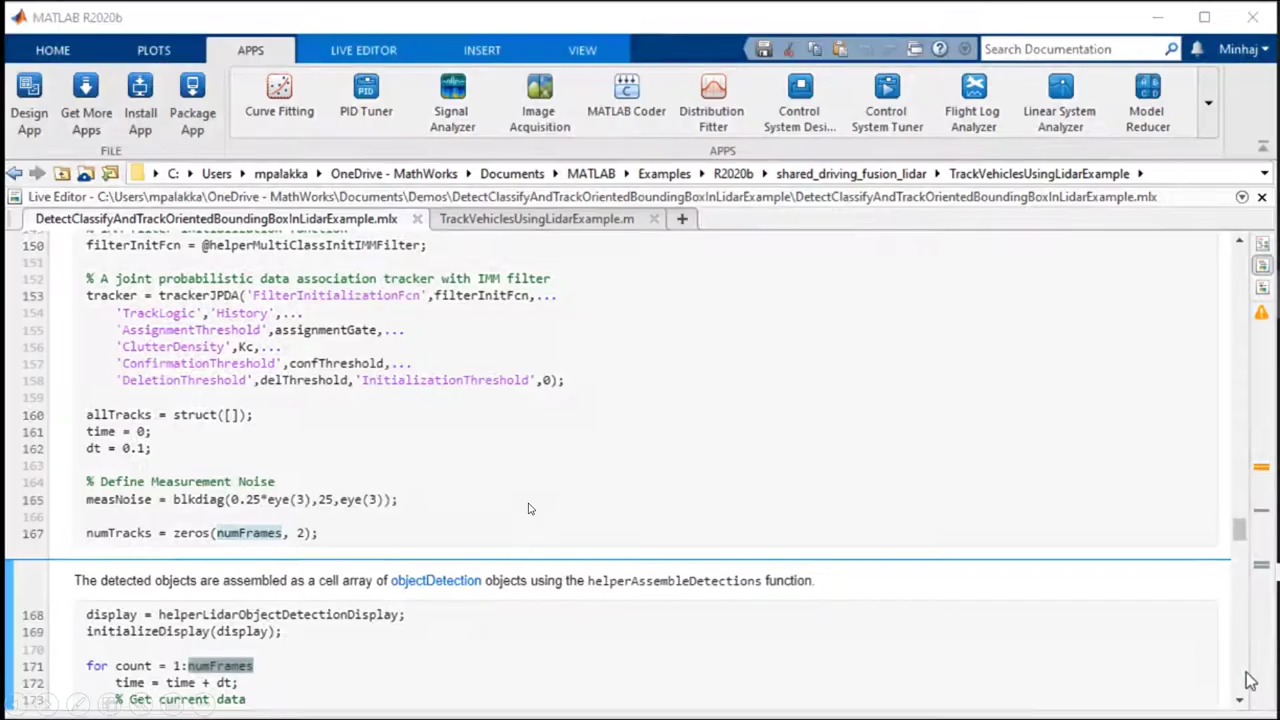 MATLAB R2020b
HOME PLOTS APPS LIVE EDITOR INSERT VIEW Search Documentation Minhaj
Design App Get More Apps Install App Package App Curve Fitting PID Tuner Signal Analyzer Image Acquisition MATLAB Coder Distribution Fitter Control System Desi... Control System Tuner Flight Log Analyzer Linear System Analyzer Model Reducer
FILE APPS
C: Users mpalakka OneDrive - MathWorks Documents MATLAB Examples R2020b shared_driving_fusion_lidar TrackVehiclesUsingLidarExample
Live Editor - C:\Users\mpalakka\OneDrive - MathWorks\Documents\Demos\DetectClassifyAndTrackOrientedBoundingBoxInLidarExample\DetectClassifyAndTrackOrientedBoundingBoxInLidarExample.mlx
DetectClassifyAndTrackOrientedBoundingBoxInLidarExample.mlx TrackVehiclesUsingLidarExample.m
150 filterInitFcn = @helperMultiClassInitIMMFilter;
151
152 % A joint probabilistic data association tracker with IMM filter
153 tracker = trackerJPDA('FilterInitializationFcn',filterInitFcn,...
154 'TrackLogic','History',...
155 'AssignmentThreshold',assignmentGate,...
156 'ClutterDensity',Kc,...
157 'ConfirmationThreshold',confThreshold,...
158 'DeletionThreshold',delThreshold,'InitializationThreshold',0);
159
160 allTracks = struct([]);
161 time = 0;
162 dt = 0.1;
163
164 % Define Measurement Noise
165 measNoise = blkdiag(0.25*eye(3),25,eye(3));
166
167 numTracks = zeros(numFrames, 2);
The detected objects are assembled as a cell array of objectDetection objects using the helperAssembleDetections function.
168 display = helperLidarObjectDetectionDisplay;
169 initializeDisplay(display);
170
171 for count = 1:numFrames
172 time = time + dt;
173 % Get current data